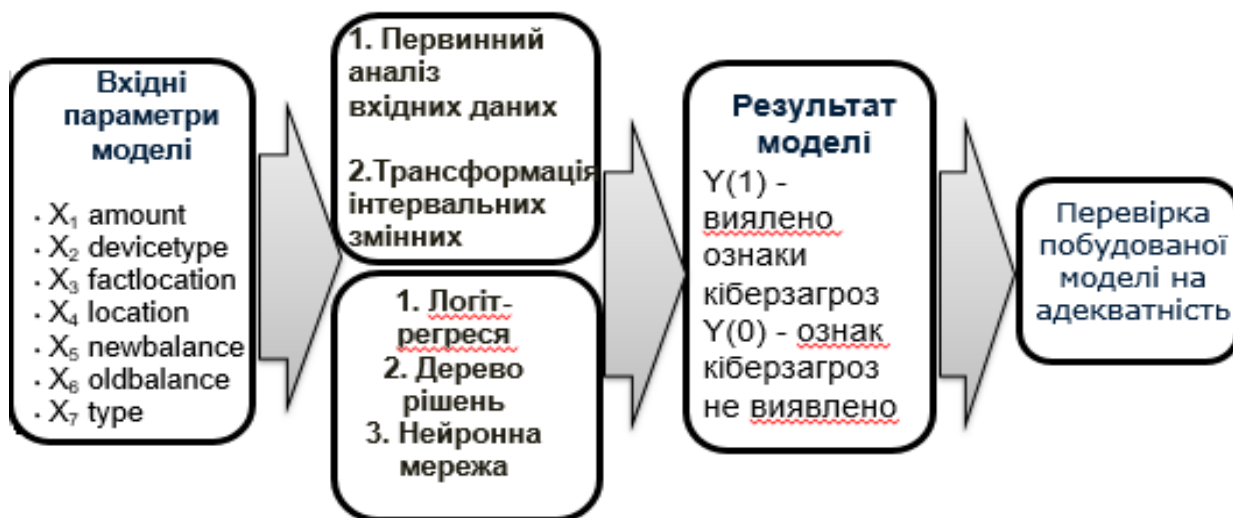 Вхідні
параметри
моделі
· X₁ amount
· X₂ devicetype
· X₃ factlocation
· X₄ location
· X₅ newbalance
· X₆ oldbalance
· X₇ type
1. Первинний
аналіз
вхідних даних
2.Трансформація
інтервальних
змінних
1. Логіт-
регреся
2. Дерево
рішень
3. Нейронна
мережа
Результат
моделі
Y(1) -
виялено
ознаки
кіберзагроз
Y(0) - ознак
кіберзагроз
не виявлено
Перевірка
побудованої
моделі на
адекватність